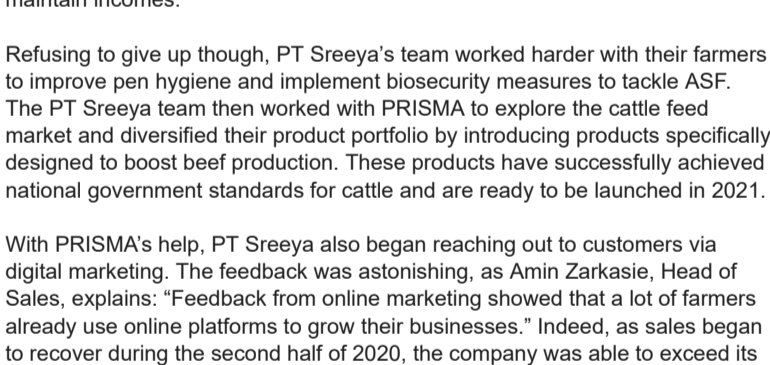 maintain incomes.
Refusing to give up though, PT Sreeya’s team worked harder with their farmers
to improve pen hygiene and implement biosecurity measures to tackle ASF.
The PT Sreeya team then worked with PRISMA to explore the cattle feed
market and diversified their product portfolio by introducing products specifically
designed to boost beef production. These products have successfully achieved
national government standards for cattle and are ready to be launched in 2021.
With PRISMA’s help, PT Sreeya also began reaching out to customers via
digital marketing. The feedback was astonishing, as Amin Zarkasie, Head of
Sales, explains: “Feedback from online marketing showed that a lot of farmers
already use online platforms to grow their businesses.” Indeed, as sales began
to recover during the second half of 2020, the company was able to exceed its